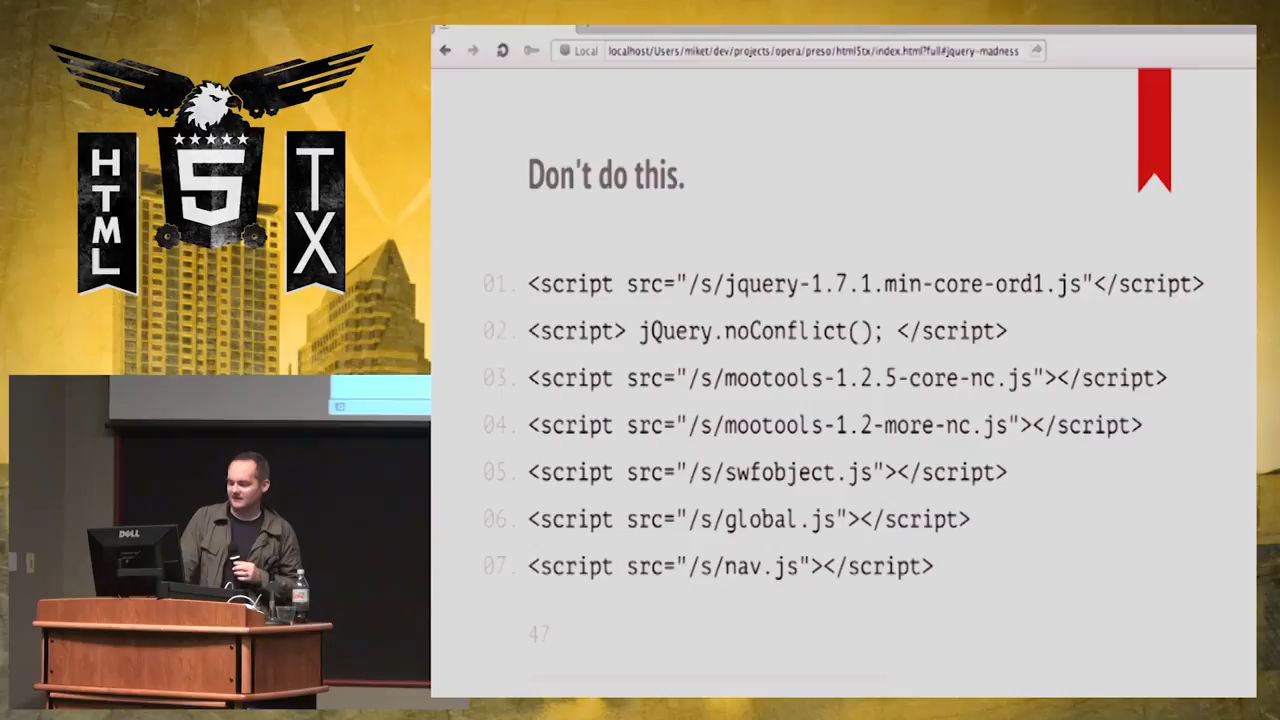 HTML
5
TX
Local localhost/Users/miket/dev/projects/opera/preso/html5tx/index.html?full#jquery-madness
Don't do this.
01. <script src="/s/jquery-1.7.1.min-core-ord1.js"</script>
02. <script> jQuery.noConflict(); </script>
03. <script src="/s/mootools-1.2.5-core-nc.js"></script>
04. <script src="/s/mootools-1.2-more-nc.js"></script>
05. <script src="/s/swfobject.js"></script>
06. <script src="/s/global.js"></script>
07. <script src="/s/nav.js"></script>
47
DELL